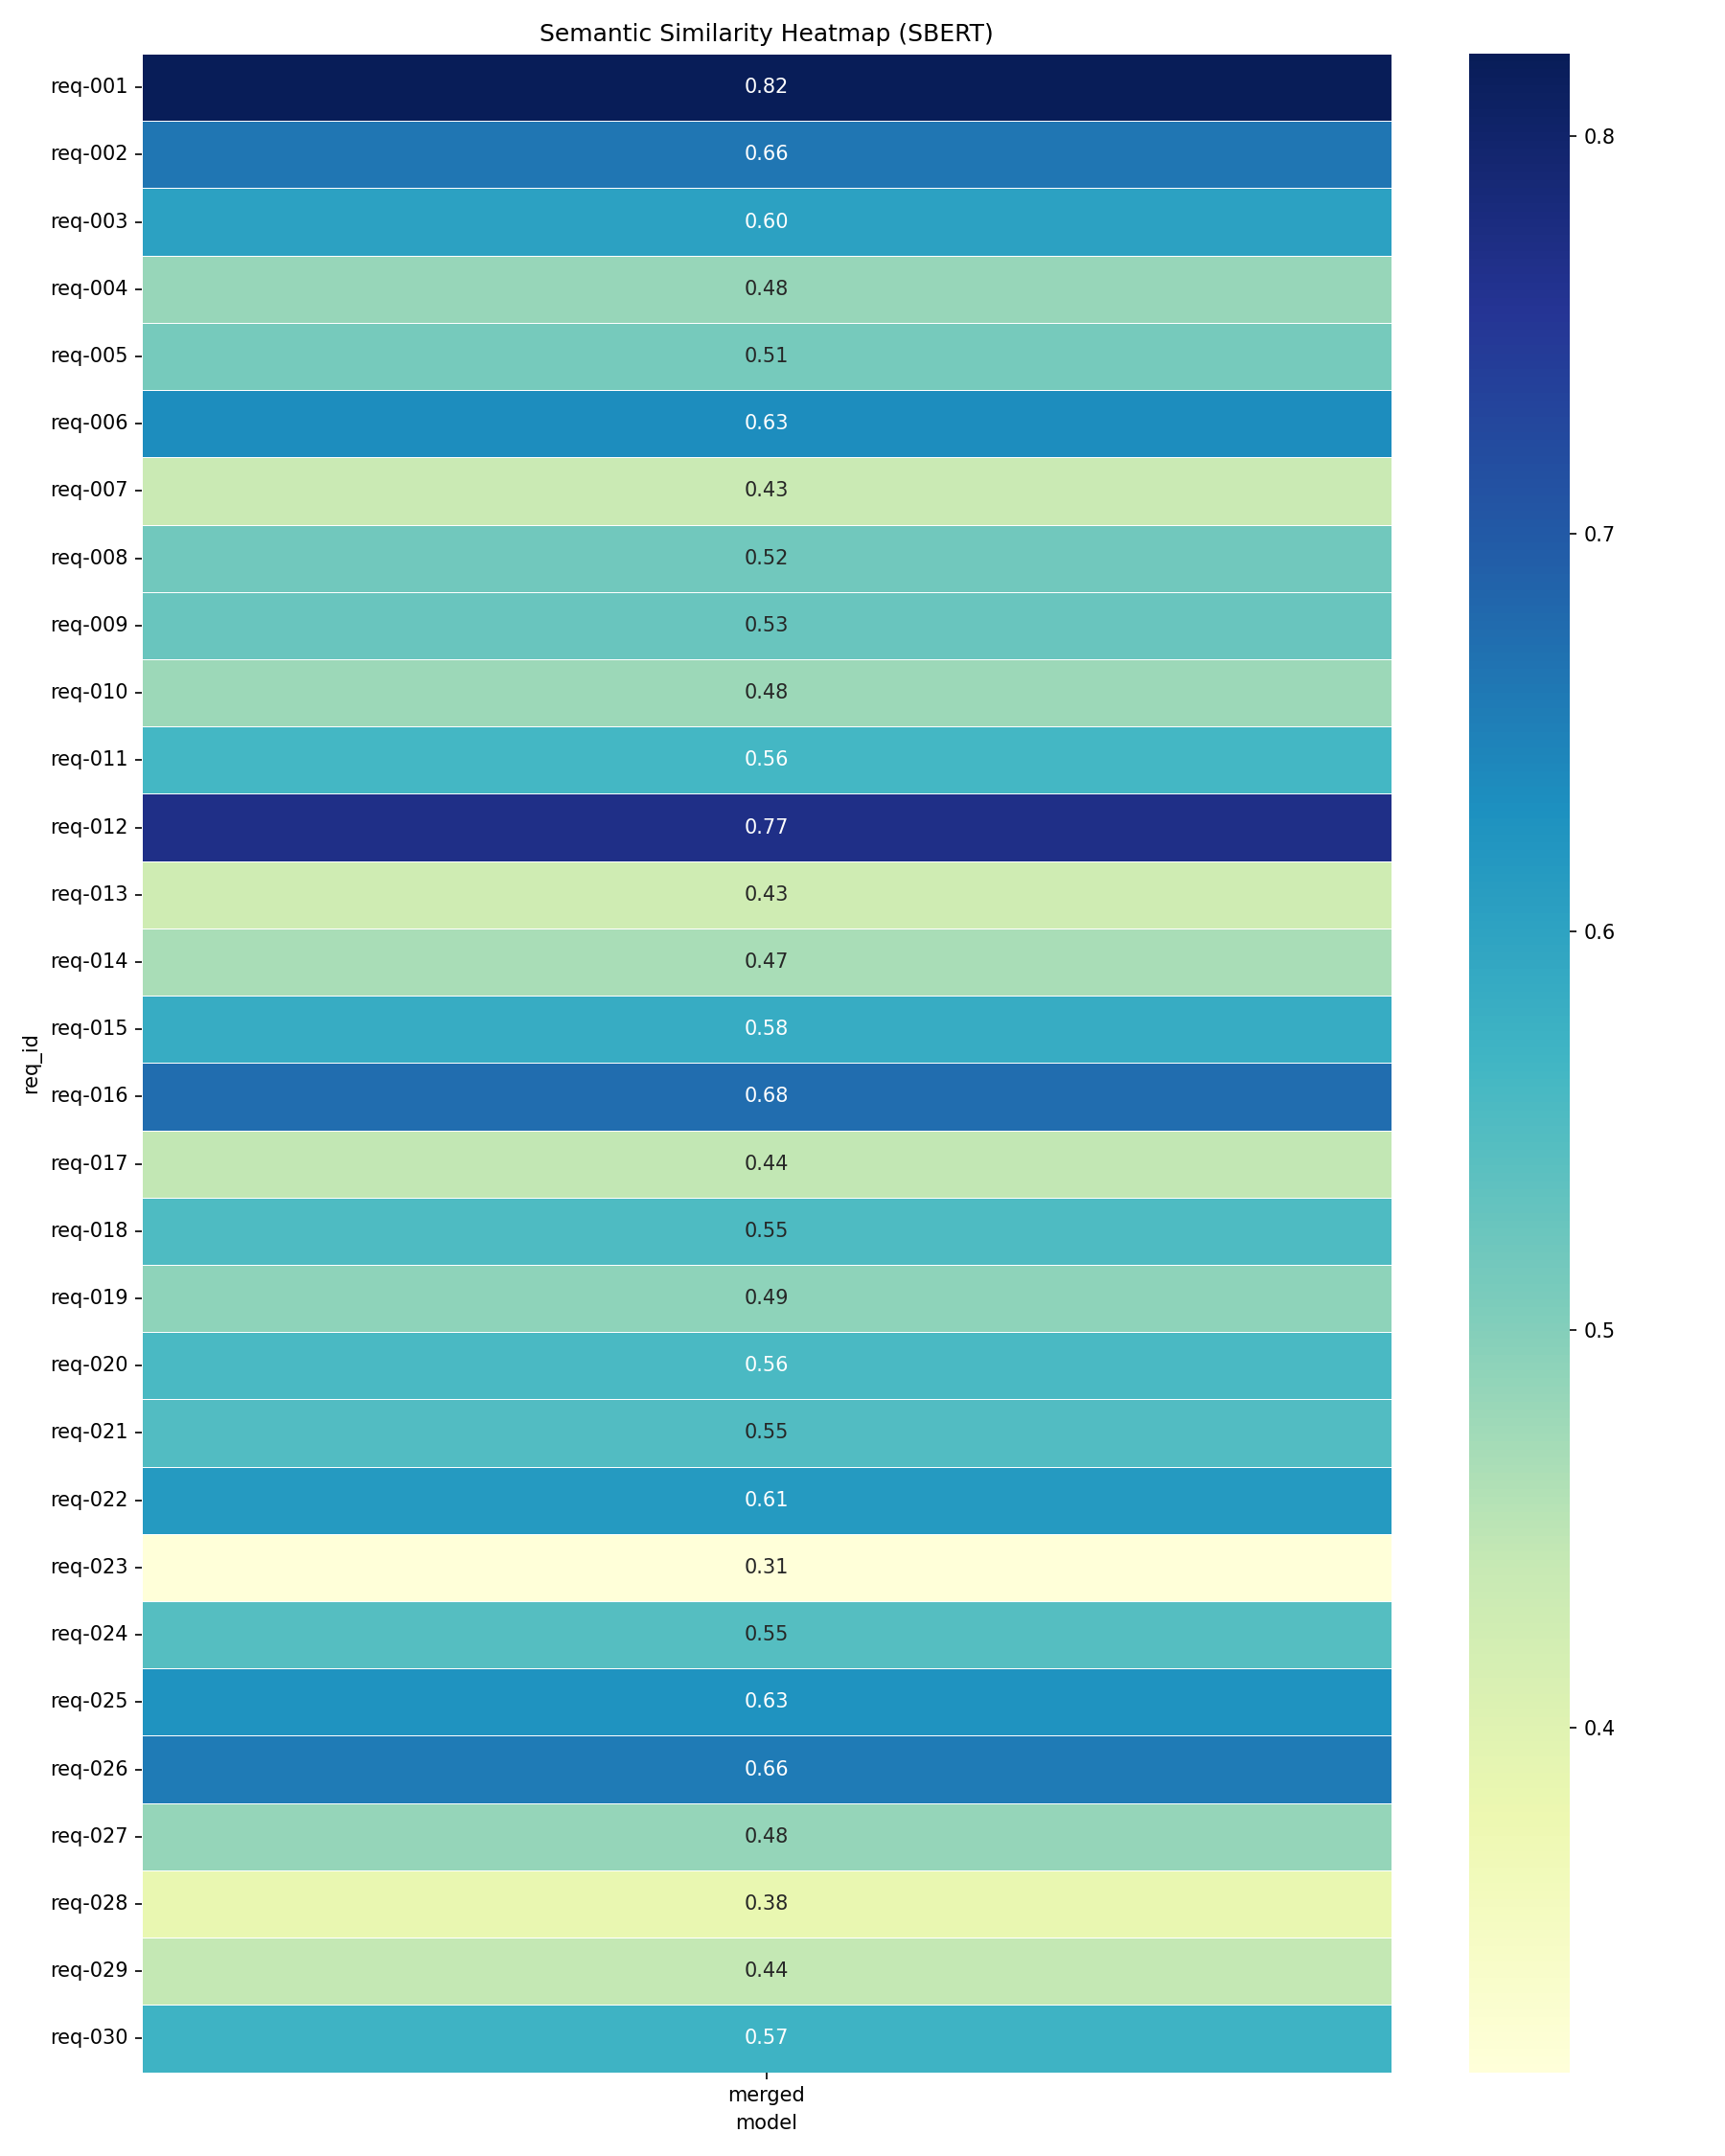 Semantic Similarity Heatmap (SBERT)
req-001 0.82
req-002 0.66
req-003 0.60
req-004 0.48
req-005 0.51
req-006 0.63
req-007 0.43
req-008 0.52
req-009 0.53
req-010 0.48
req-011 0.56
req-012 0.77
req-013 0.43
req-014 0.47
req-015 0.58
req-016 0.68
req-017 0.44
req-018 0.55
req-019 0.49
req-020 0.56
req-021 0.55
req-022 0.61
req-023 0.31
req-024 0.55
req-025 0.63
req-026 0.66
req-027 0.48
req-028 0.38
req-029 0.44
req-030 0.57
req_id
merged
model
0.8
0.7
0.6
0.5
0.4